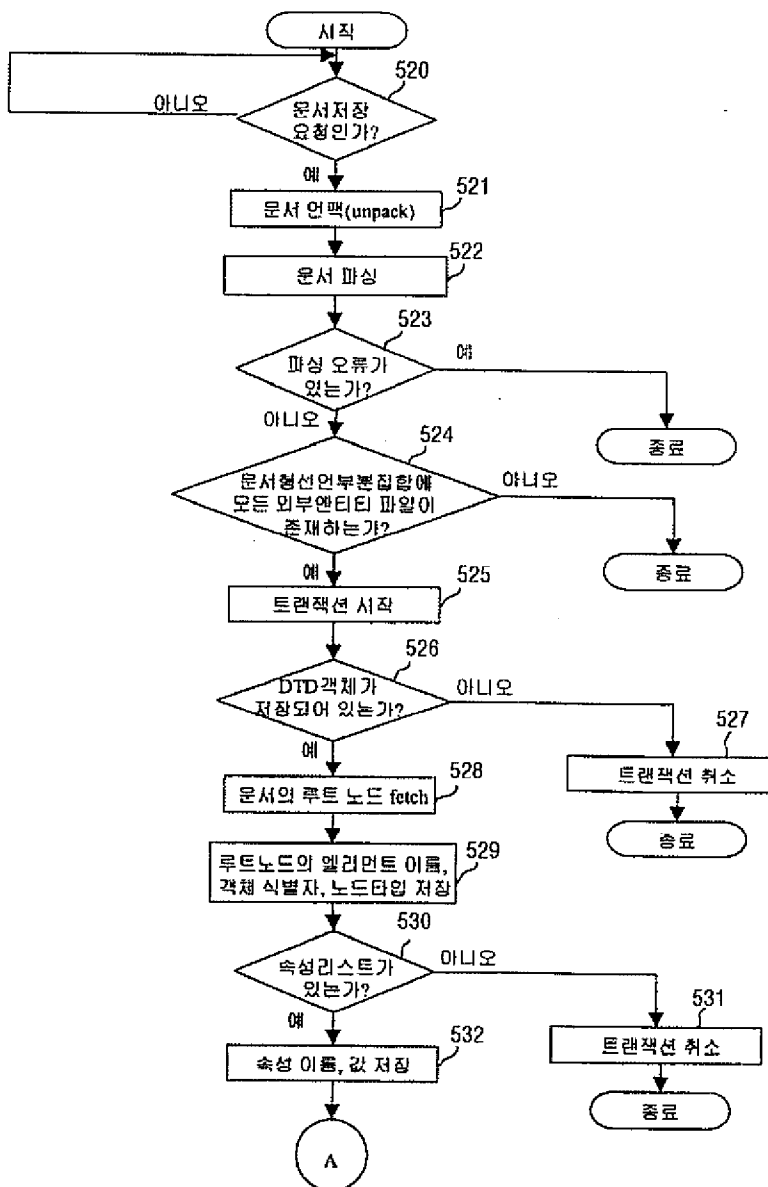 시작
520
아니오
문서저장
요청인가?
예
521
문서 언팩(unpack)
522
문서 파싱
523
파싱 오류가
있는가?
예
아니오
종료
524
문서형선언부분집합에
모든 외부엔티티 파일이
존재하는가?
아니오
예
종료
525
트랜잭션 시작
526
DTD객체가
저장되어 있는가?
아니오
예
527
트랜잭션 취소
528
문서의 루트 노드 fetch
종료
529
루트노드의 엘리먼트 이름,
객체 식별자, 노드타입 저장
530
속성리스트가
있는가?
아니오
예
531
트랜잭션 취소
532
속성 이름, 값 저장
종료
A